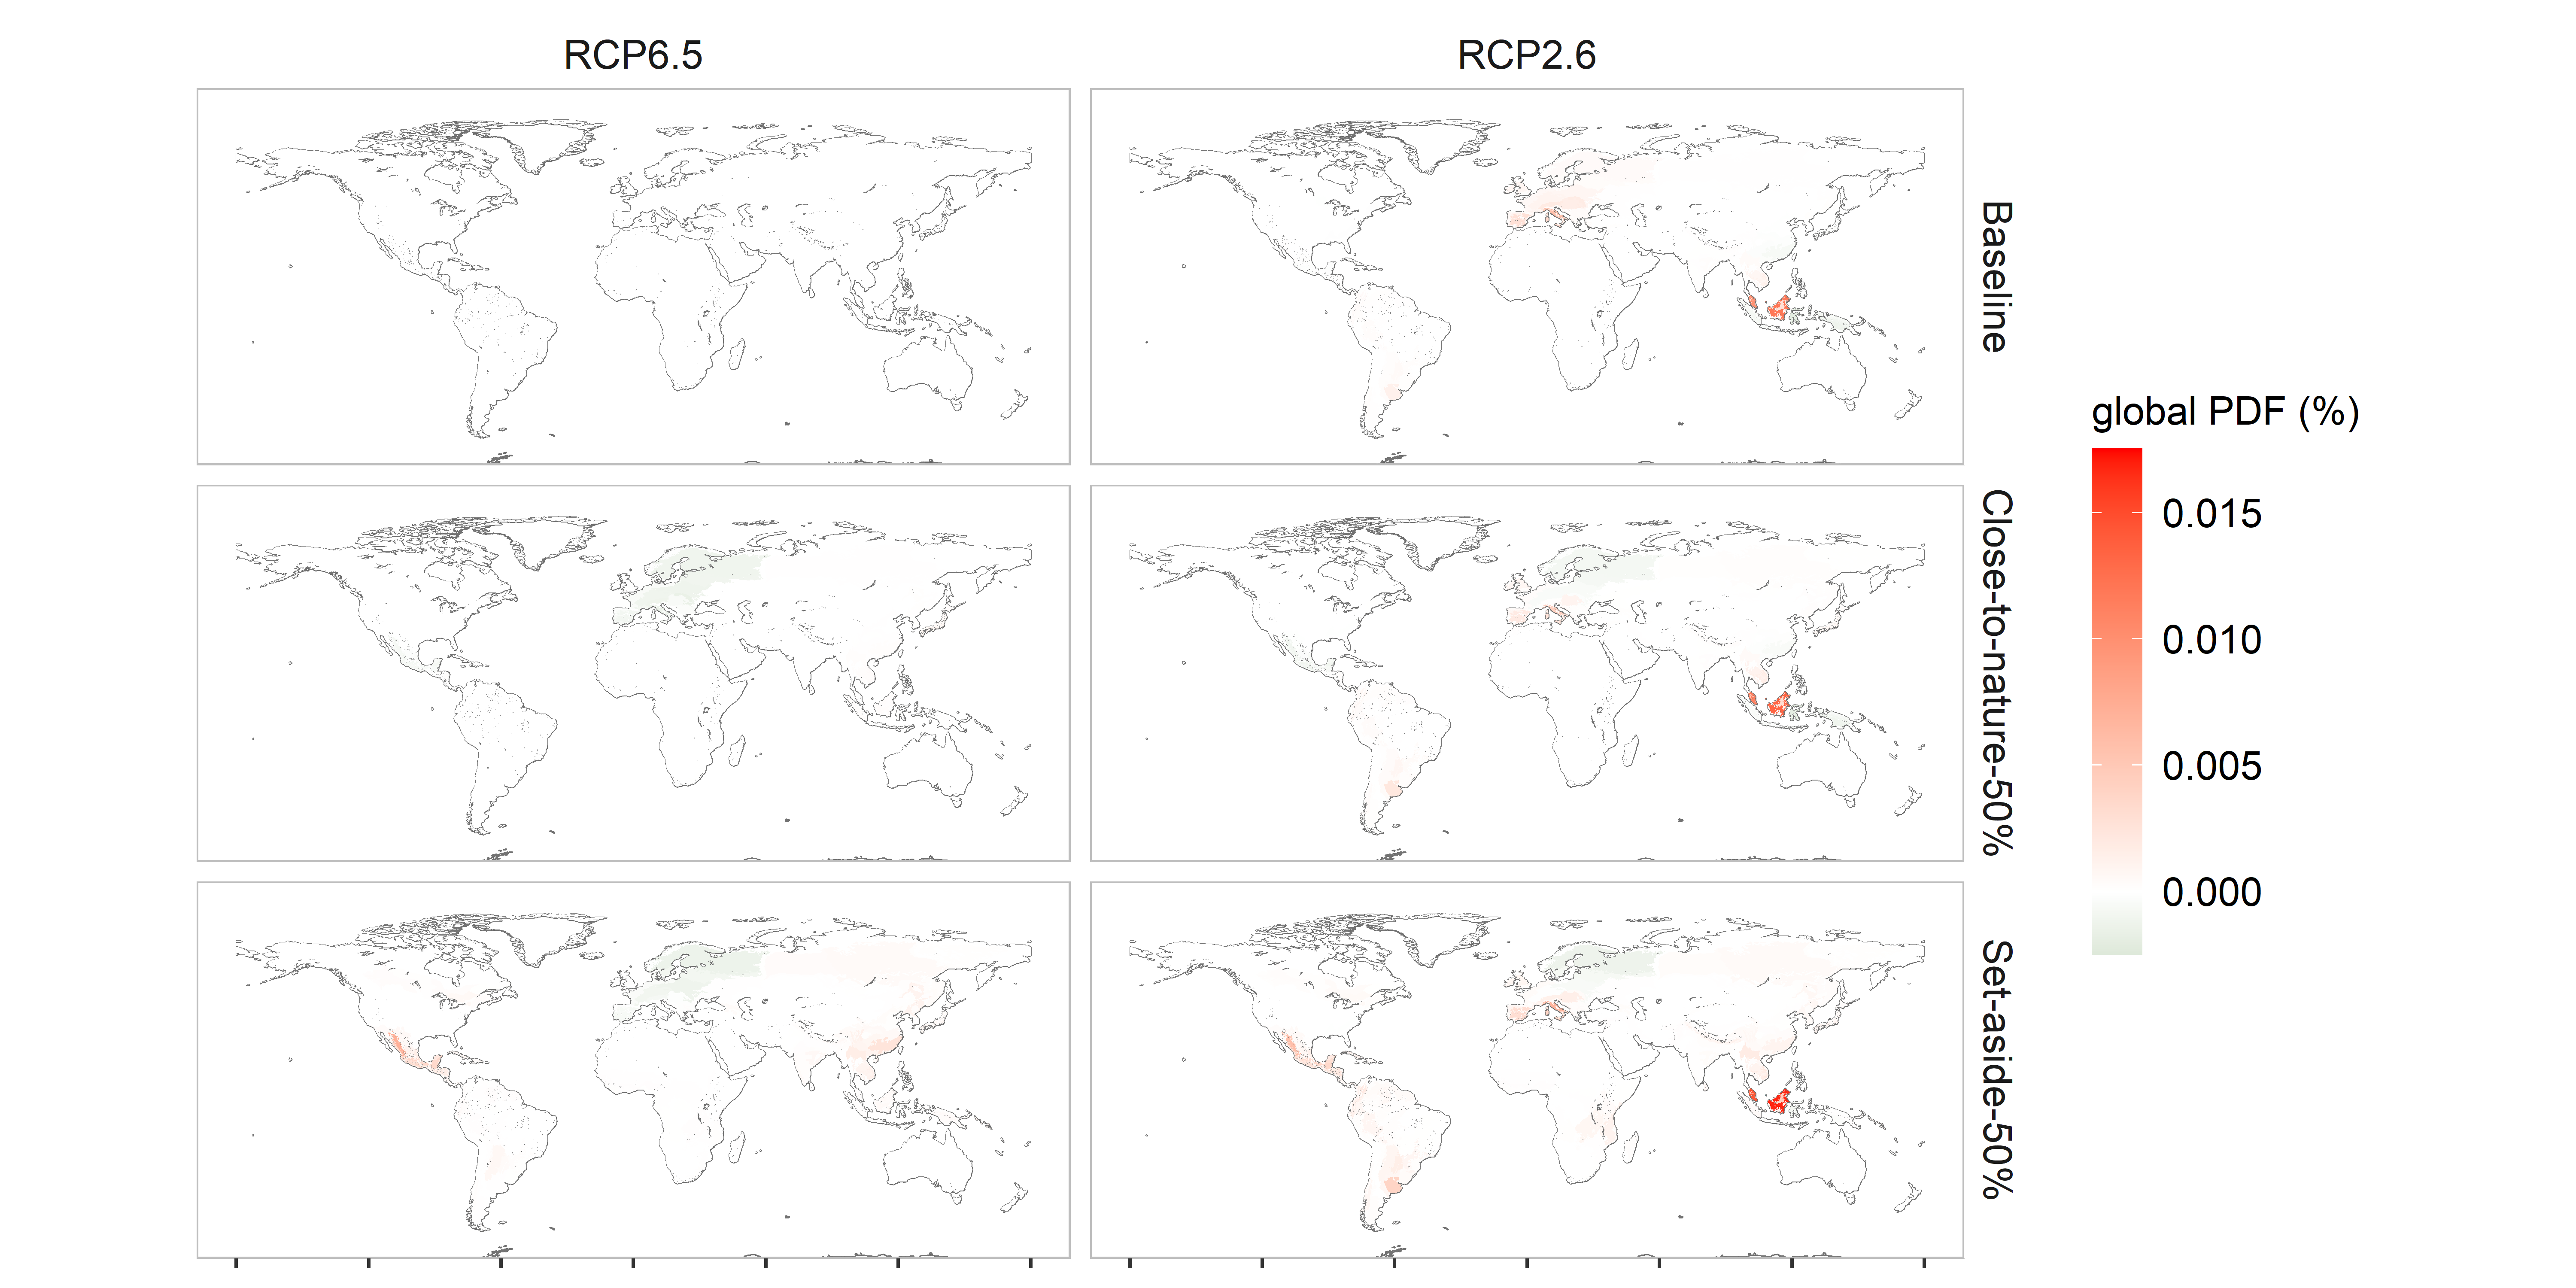 RCP6.5
RCP2.6
Baseline
Close-to-nature-50%
Set-aside-50%
global PDF (%)
0.015
0.010
0.005
0.000